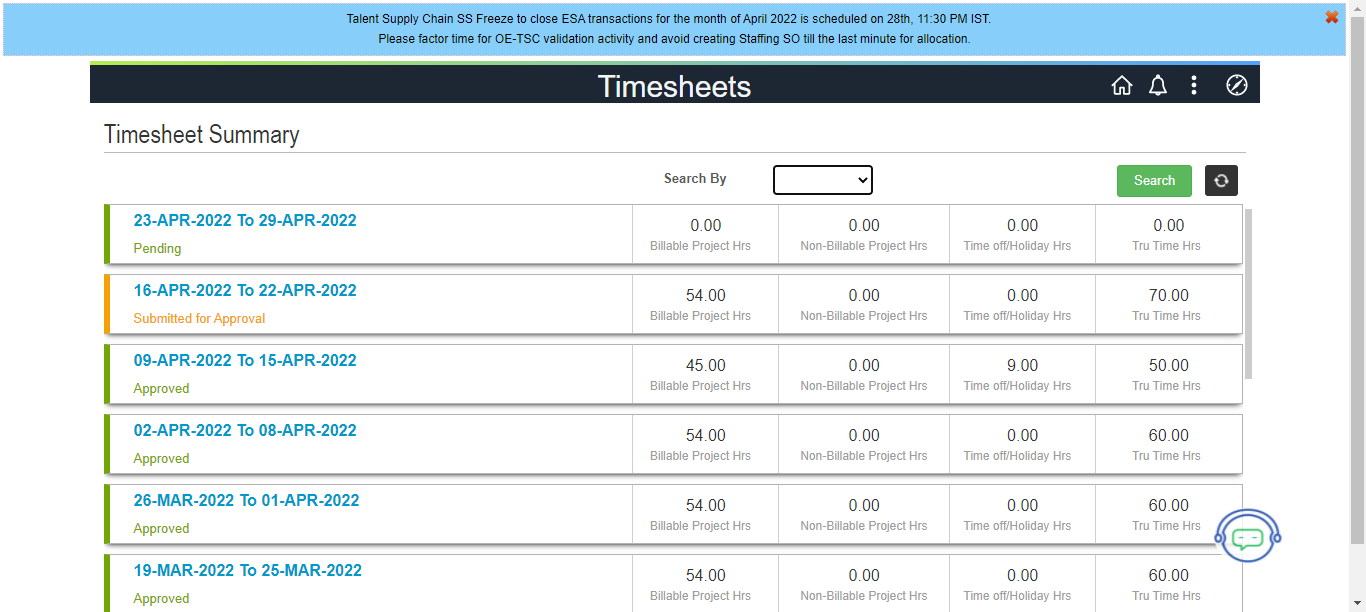 Talent Supply Chain SS Freeze to close ESA transactions for the month of April 2022 is scheduled on 28th, 11:30 PM IST.
Please factor time for OE-TSC validation activity and avoid creating Staffing SO till the last minute for allocation.
Timesheets
Timesheet Summary
Search By
Search
23-APR-2022 To 29-APR-2022
Pending
0.00
Billable Project Hrs
0.00
Non-Billable Project Hrs
0.00
Time off/Holiday Hrs
0.00
Tru Time Hrs
16-APR-2022 To 22-APR-2022
Submitted for Approval
54.00
Billable Project Hrs
0.00
Non-Billable Project Hrs
0.00
Time off/Holiday Hrs
70.00
Tru Time Hrs
09-APR-2022 To 15-APR-2022
Approved
45.00
Billable Project Hrs
0.00
Non-Billable Project Hrs
9.00
Time off/Holiday Hrs
50.00
Tru Time Hrs
02-APR-2022 To 08-APR-2022
Approved
54.00
Billable Project Hrs
0.00
Non-Billable Project Hrs
0.00
Time off/Holiday Hrs
60.00
Tru Time Hrs
26-MAR-2022 To 01-APR-2022
Approved
54.00
Billable Project Hrs
0.00
Non-Billable Project Hrs
0.00
Time off/Holiday Hrs
60.00
Tru Time Hrs
19-MAR-2022 To 25-MAR-2022
Approved
54.00
Billable Project Hrs
0.00
Non-Billable Project Hrs
0.00
Time off/Holiday Hrs
60.00
Tru Time Hrs